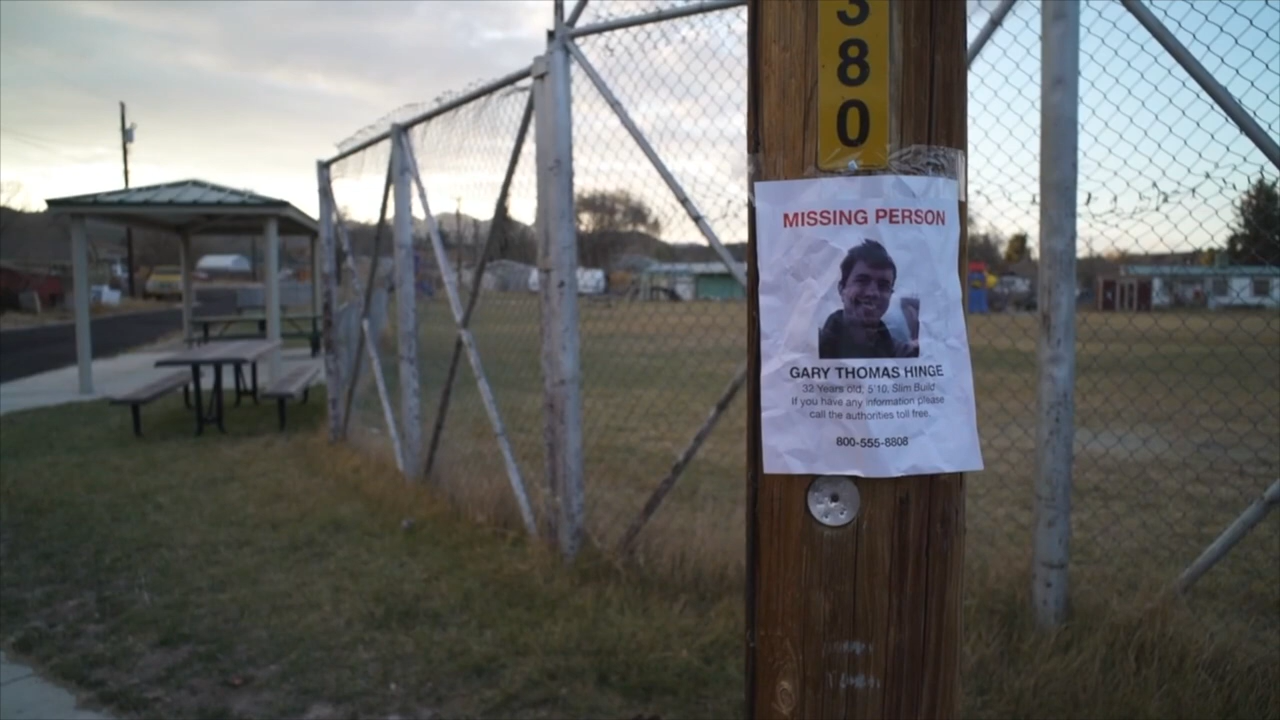 380
MISSING PERSON
GARY THOMAS HINGE
32 Years old, 5'10, Slim Build
If you have any information please
call the authorities toll free.
800-555-8808